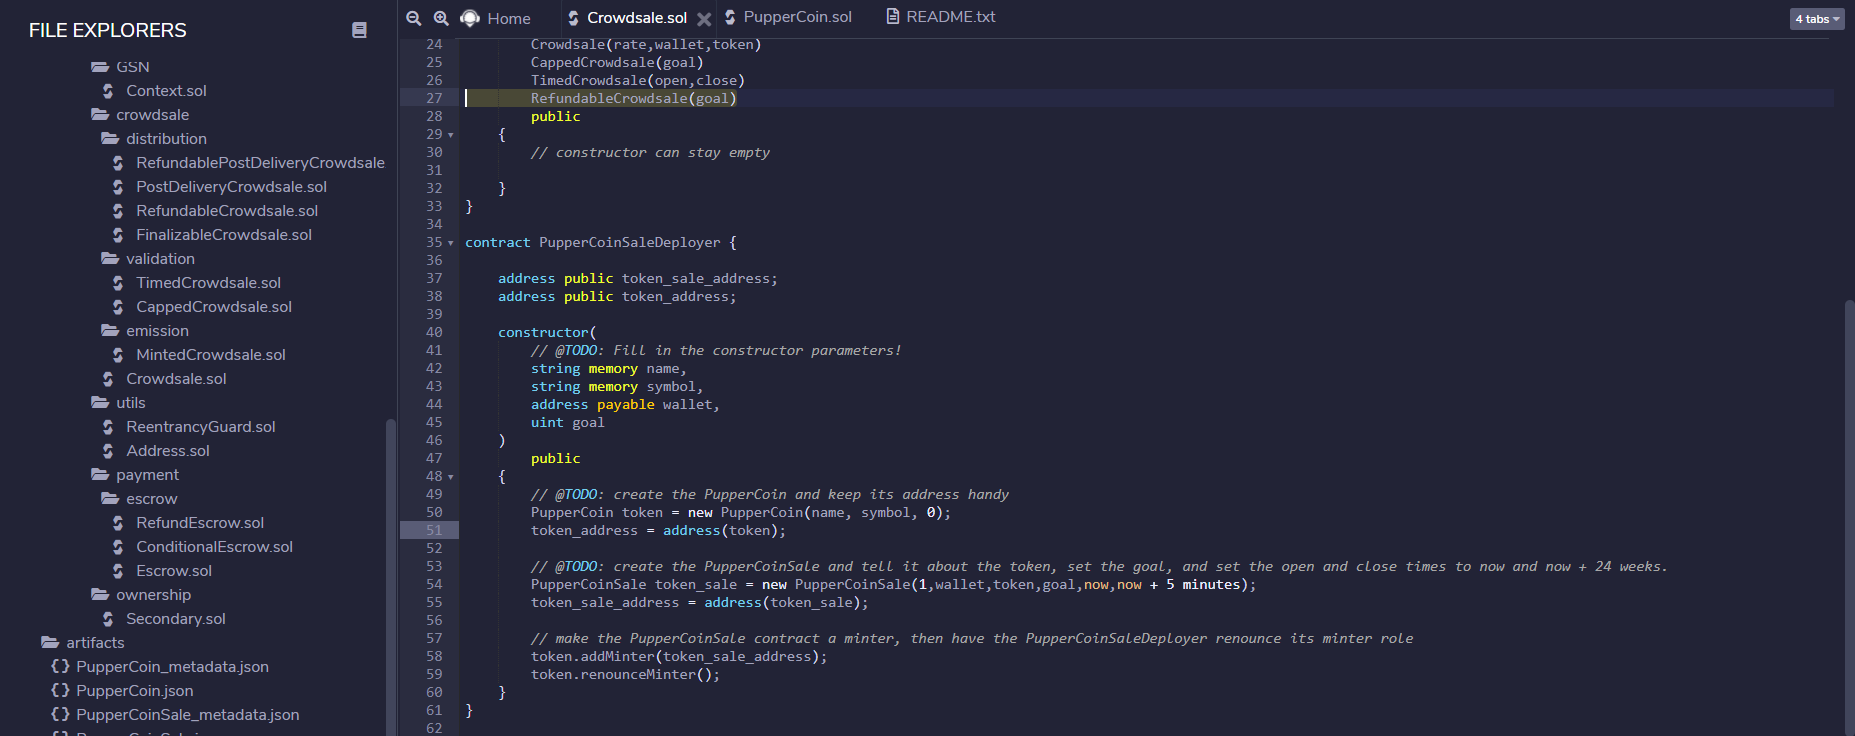 FILE EXPLORERS
GSN
Context.sol
crowdsale
distribution
RefundablePostDeliveryCrowdsale
PostDeliveryCrowdsale.sol
RefundableCrowdsale.sol
FinalizableCrowdsale.sol
validation
TimedCrowdsale.sol
CappedCrowdsale.sol
emission
MintedCrowdsale.sol
Crowdsale.sol
utils
ReentrancyGuard.sol
Address.sol
payment
escrow
RefundEscrow.sol
ConditionalEscrow.sol
Escrow.sol
ownership
Secondary.sol
artifacts
{} PupperCoin_metadata.json
{} PupperCoin.json
{} PupperCoinSale_metadata.json
Home
Crowdsale.sol
PupperCoin.sol
README.txt
4 tabs
24 Crowdsale(rate,wallet,token)
25 CappedCrowdsale(goal)
26 TimedCrowdsale(open,close)
27 RefundableCrowdsale(goal)
28 public
29 {
30 // constructor can stay empty
31
32 }
33 }
34
35 contract PupperCoinSaleDeployer {
36
37 address public token_sale_address;
38 address public token_address;
39
40 constructor(
41 // @TODO: Fill in the constructor parameters!
42 string memory name,
43 string memory symbol,
44 address payable wallet,
45 uint goal
46 )
47 public
48 {
49 // @TODO: create the PupperCoin and keep its address handy
50 PupperCoin token = new PupperCoin(name, symbol, 0);
51 token_address = address(token);
52
53 // @TODO: create the PupperCoinSale and tell it about the token, set the goal, and set the open and close times to now and now + 24 weeks.
54 PupperCoinSale token_sale = new PupperCoinSale(1,wallet,token,goal,now,now + 5 minutes);
55 token_sale_address = address(token_sale);
56
57 // make the PupperCoinSale contract a minter, then have the PupperCoinSaleDeployer renounce its minter role
58 token.addMinter(token_sale_address);
59 token.renounceMinter();
60 }
61 }
62